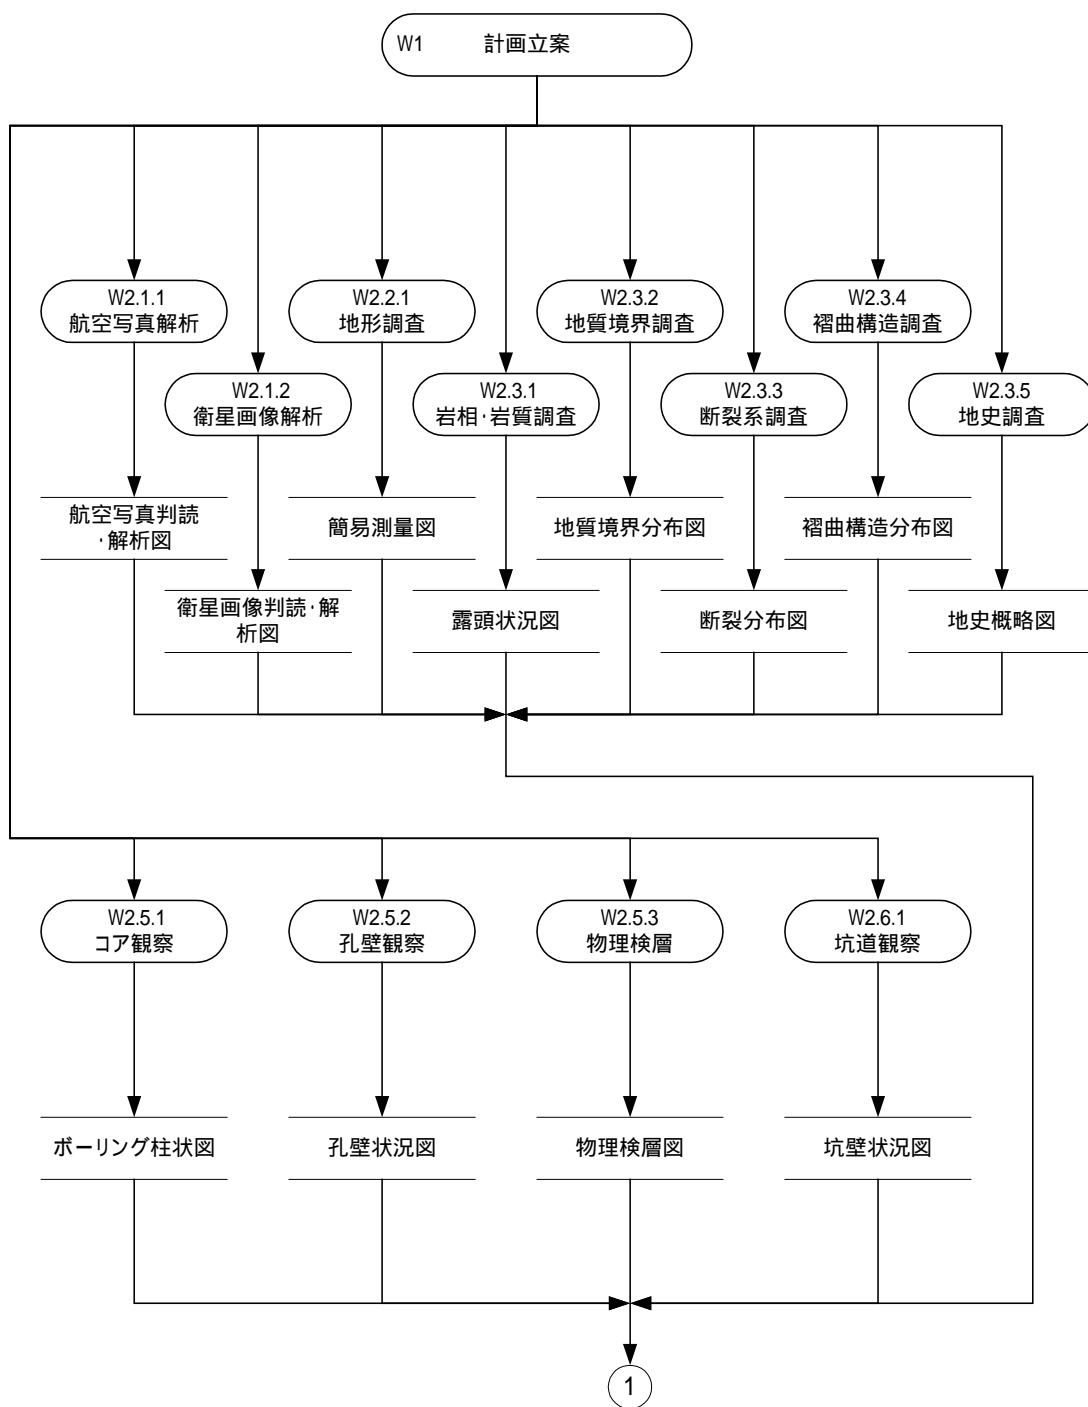 W1 計画立案
W2.1.1
航空写真解析
W2.2.1
地形調査
W2.3.2
地質境界調査
W2.3.4
褶曲構造調査
W2.1.2
衛星画像解析
W2.3.1
岩相・岩質調査
W2.3.3
断裂系調査
W2.3.5
地史調査
航空写真判読
・解析図
簡易測量図
地質境界分布図
褶曲構造分布図
衛星画像判読・解
析図
露頭状況図
断裂分布図
地史概略図
W2.5.1
コア観察
W2.5.2
孔壁観察
W2.5.3
物理検層
W2.6.1
坑道観察
ボーリング柱状図
孔壁状況図
物理検層図
坑壁状況図
1